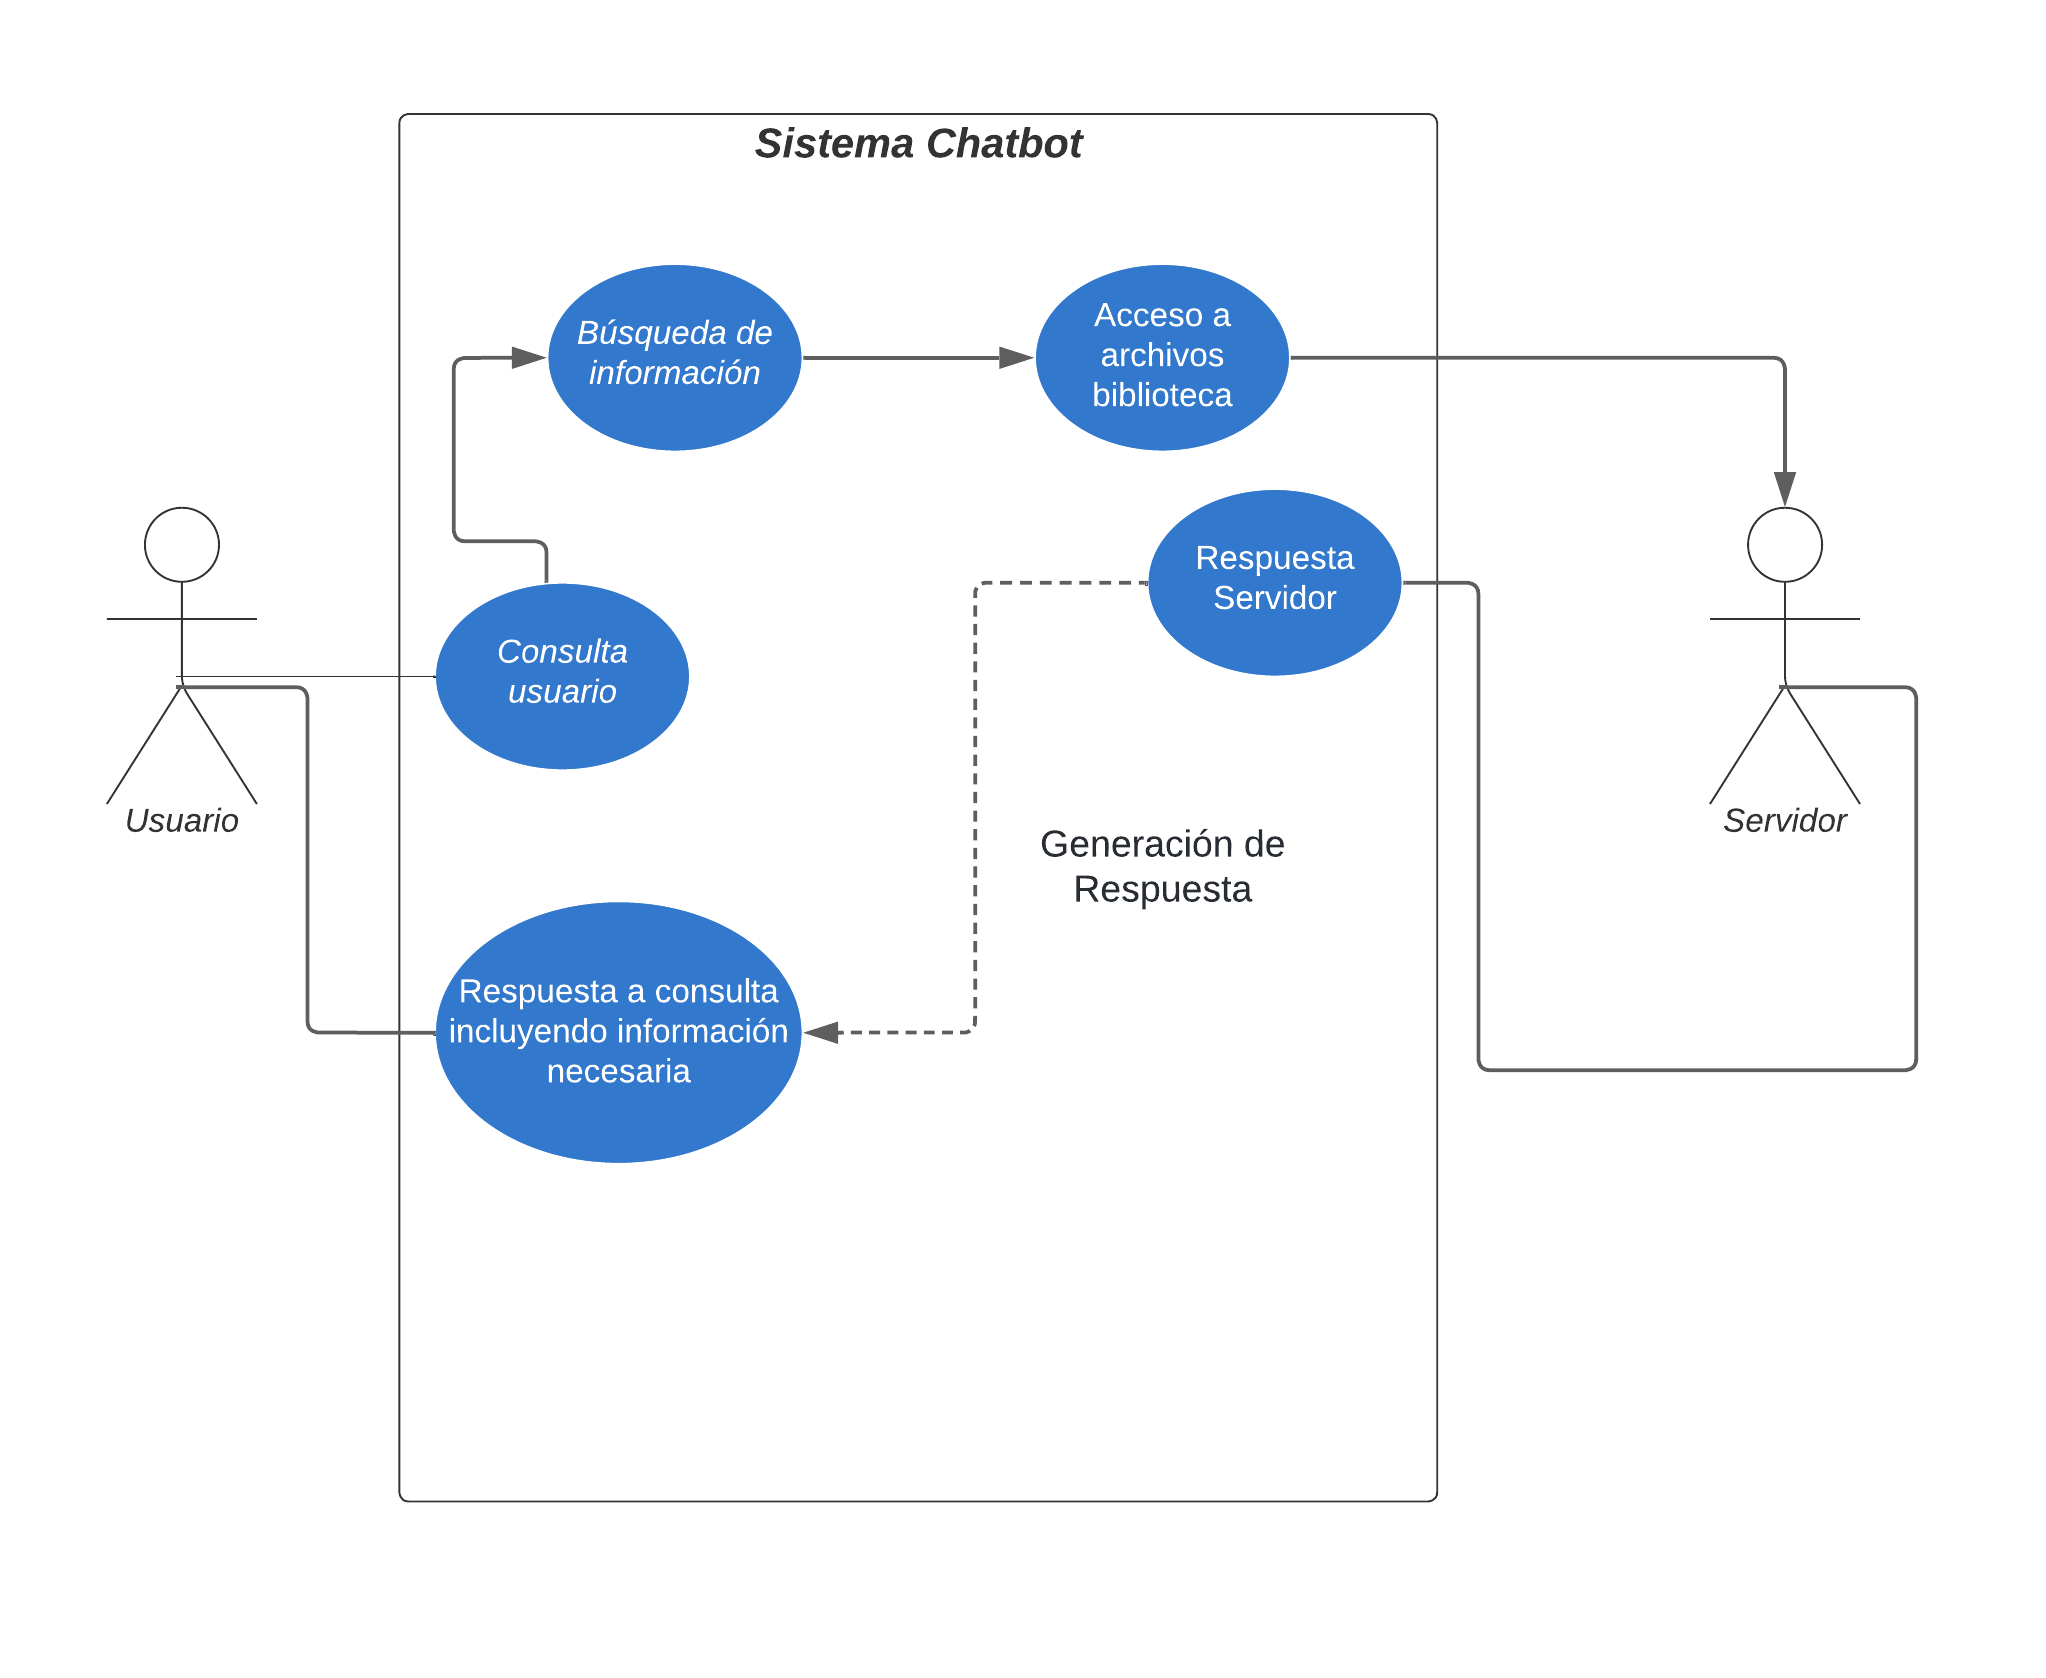 Sistema Chatbot
Búsqueda de
información
Acceso a
archivos
biblioteca
Respuesta
Servidor
Consulta
usuario
Usuario
Servidor
Generación de
Respuesta
Respuesta a consulta
incluyendo información
necesaria